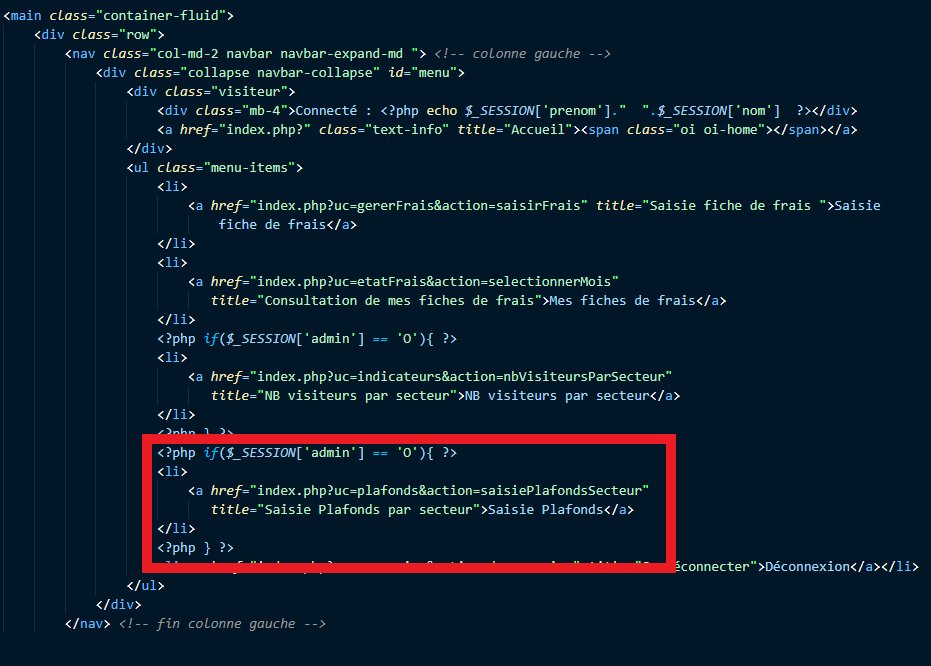 <main class="container-fluid">
<div class="row">
<nav class="col-md-2 navbar navbar-expand-md "> <!-- colonne gauche -->
<div class="collapse navbar-collapse" id="menu">
<div class="visiteur">
<div class="mb-4">Connecté : <?php echo $_SESSION['prenom']."  ".$_SESSION['nom']  ?></div>
<a href="index.php?" class="text-info" title="Accueil"><span class="oi oi-home"></span></a>
</div>
<ul class="menu-items">
<li>
<a href="index.php?uc=gererFrais&action=saisirFrais" title="Saisie fiche de frais ">Saisie
fiche de frais</a>
</li>
<li>
<a href="index.php?uc=etatFrais&action=selectionnerMois"
title="Consultation de mes fiches de frais">Mes fiches de frais</a>
</li>
<?php if($_SESSION['admin'] == 'O'){ ?>
<li>
<a href="index.php?uc=indicateurs&action=nbVisiteursParSecteur"
title="NB visiteurs par secteur">NB visiteurs par secteur</a>
</li>
<?php } ?>
<?php if($_SESSION['admin'] == 'O'){ ?>
<li>
<a href="index.php?uc=plafonds&action=saisiePlafondsSecteur"
title="Saisie Plafonds par secteur">Saisie Plafonds</a>
</li>
<?php } ?>
éconnecter">Déconnexion</a></li>
</ul>
</div>
</nav> <!-- fin colonne gauche -->